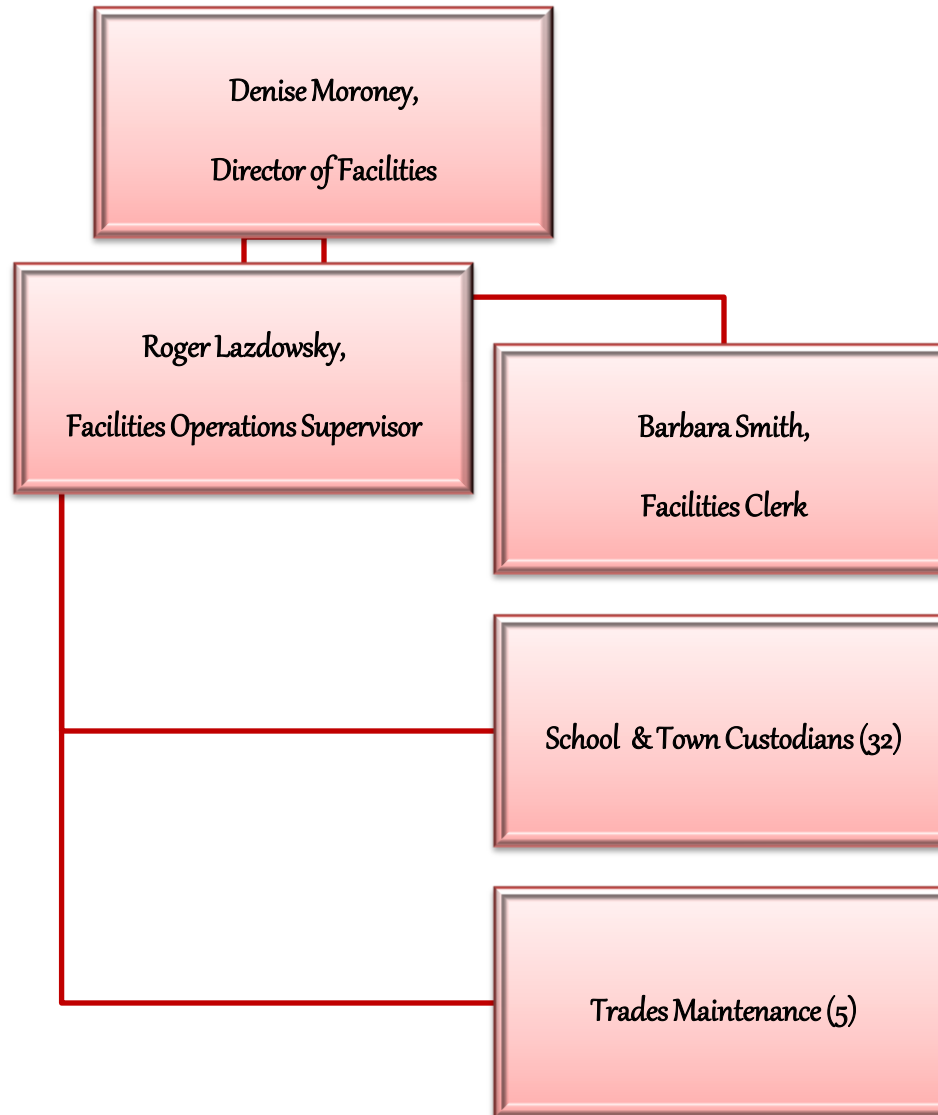 Denise Moroney,
Director of Facilities
Roger Lazdowsky,
Facilities Operations Supervisor
Barbara Smith,
Facilities Clerk
School & Town Custodians (32)
Trades Maintenance (5)